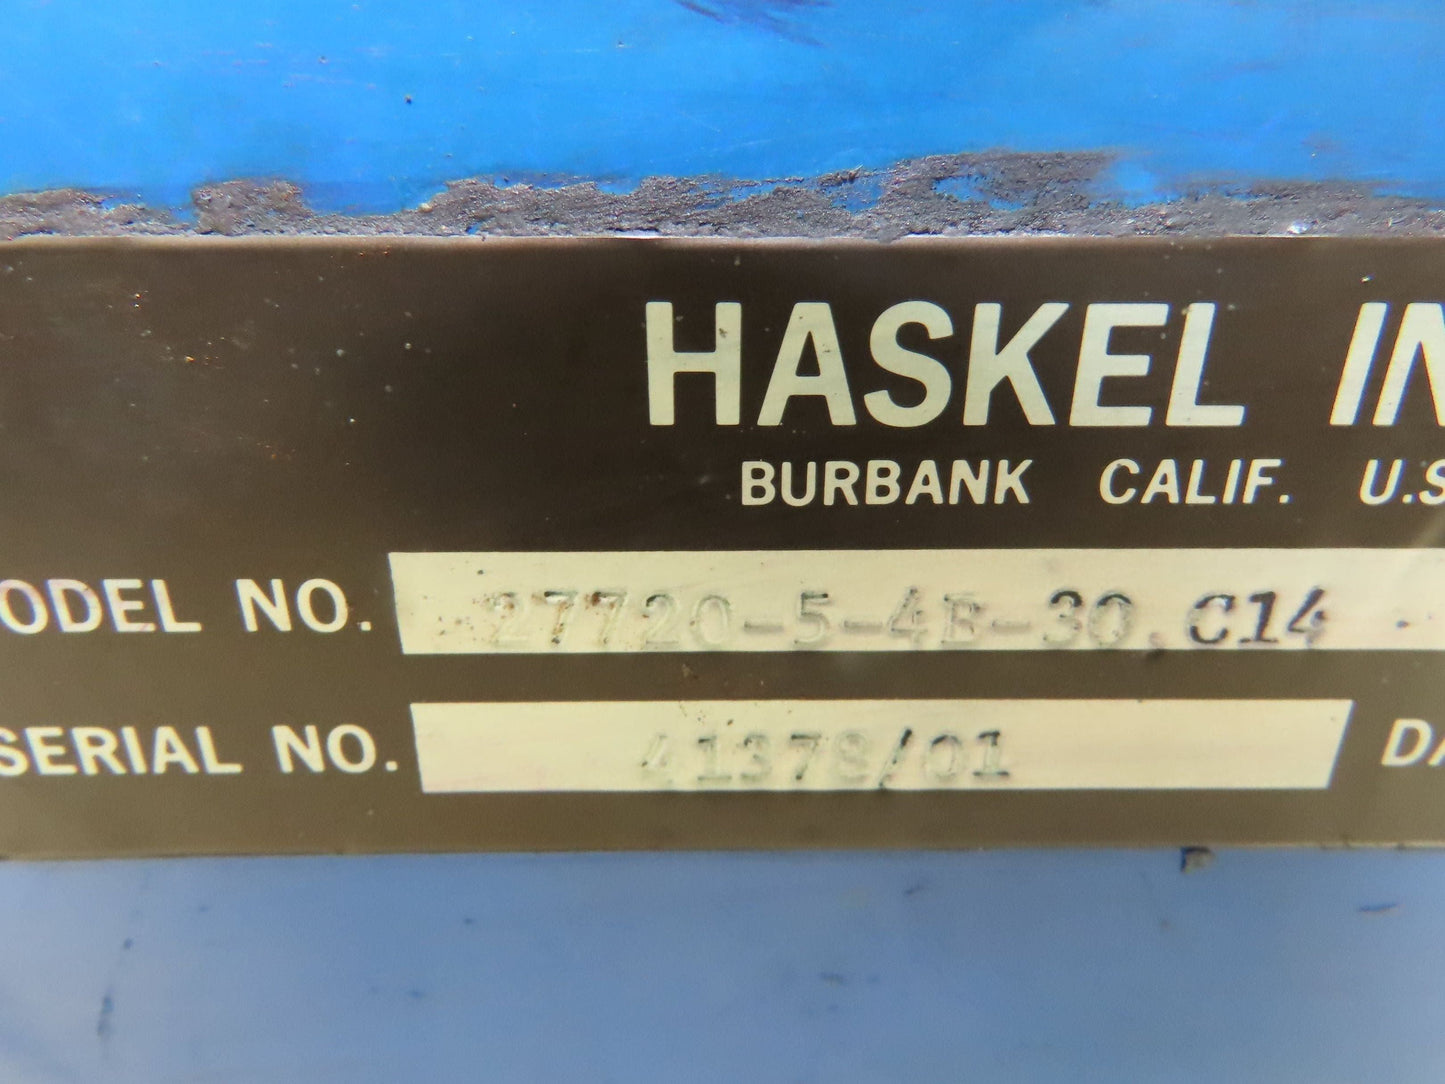 HASKEL IN
BURBANK CALIF. U.S
ODEL NO. 27720-5-4B-30.C14
SERIAL NO. 41378/01 DA